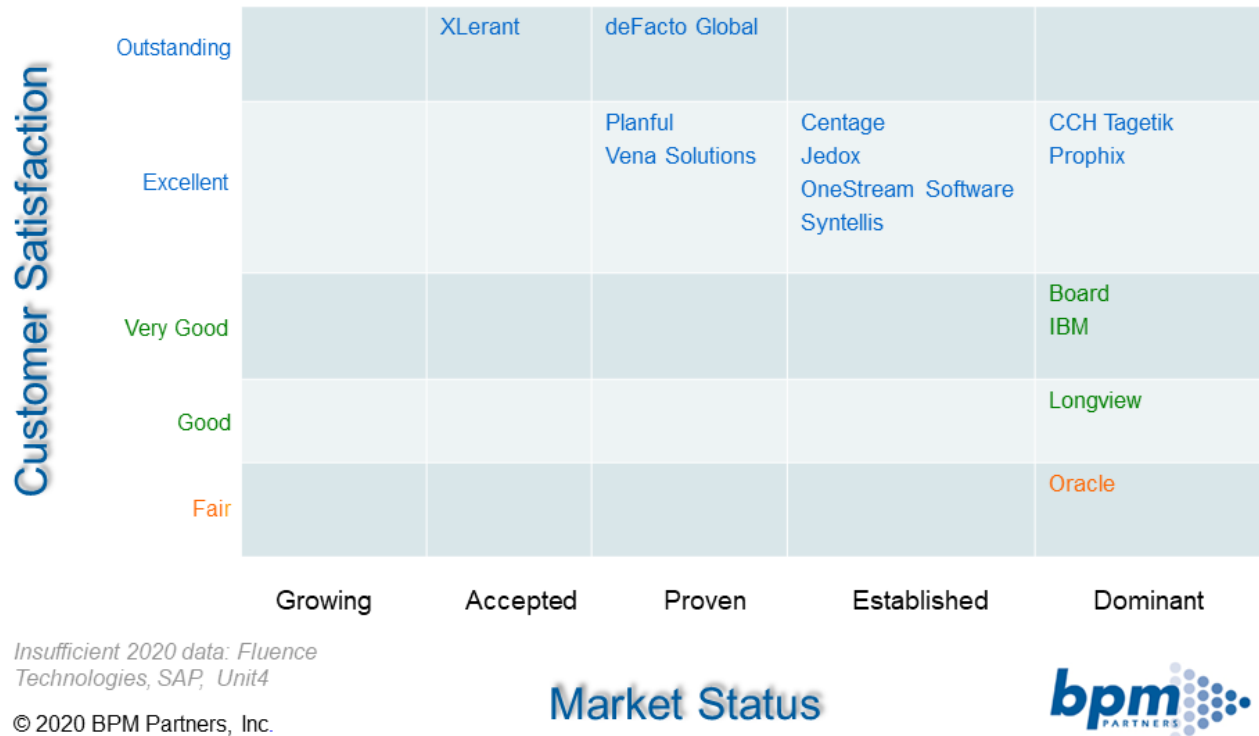 Customer Satisfaction
Outstanding
XLerant
deFacto Global
Excellent
Planful
Vena Solutions
Centage
Jedox
OneStream Software
Syntellis
CCH Tagetik
Prophix
Very Good
Board
IBM
Good
Longview
Fair
Oracle
Growing
Accepted
Proven
Established
Dominant
Insufficient 2020 data: Fluence
Technologies, SAP, Unit4
© 2020 BPM Partners, Inc.
Market Status
bpm
PARTNERS